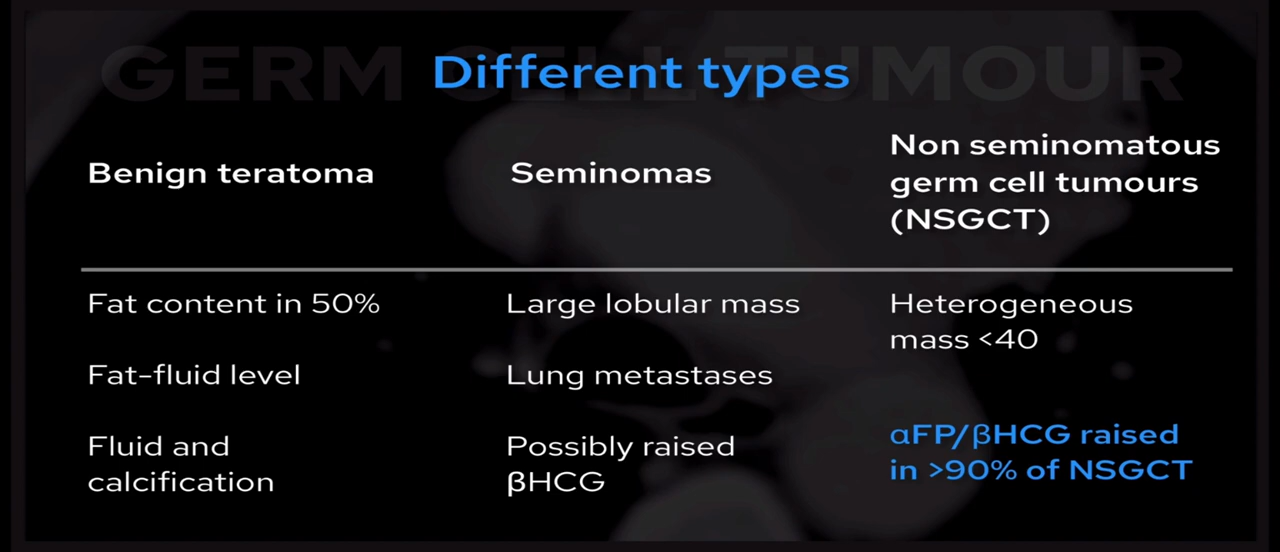 GERM CELL TUMOUR
Different types
Benign teratoma
Seminomas
Non seminomatous
germ cell tumours
(NSGCT)
Fat content in 50%
Fat-fluid level
Fluid and
calcification
Large lobular mass
Lung metastases
Possibly raised
βHCG
Heterogeneous
mass <40
αFP/βHCG raised
in >90% of NSGCT